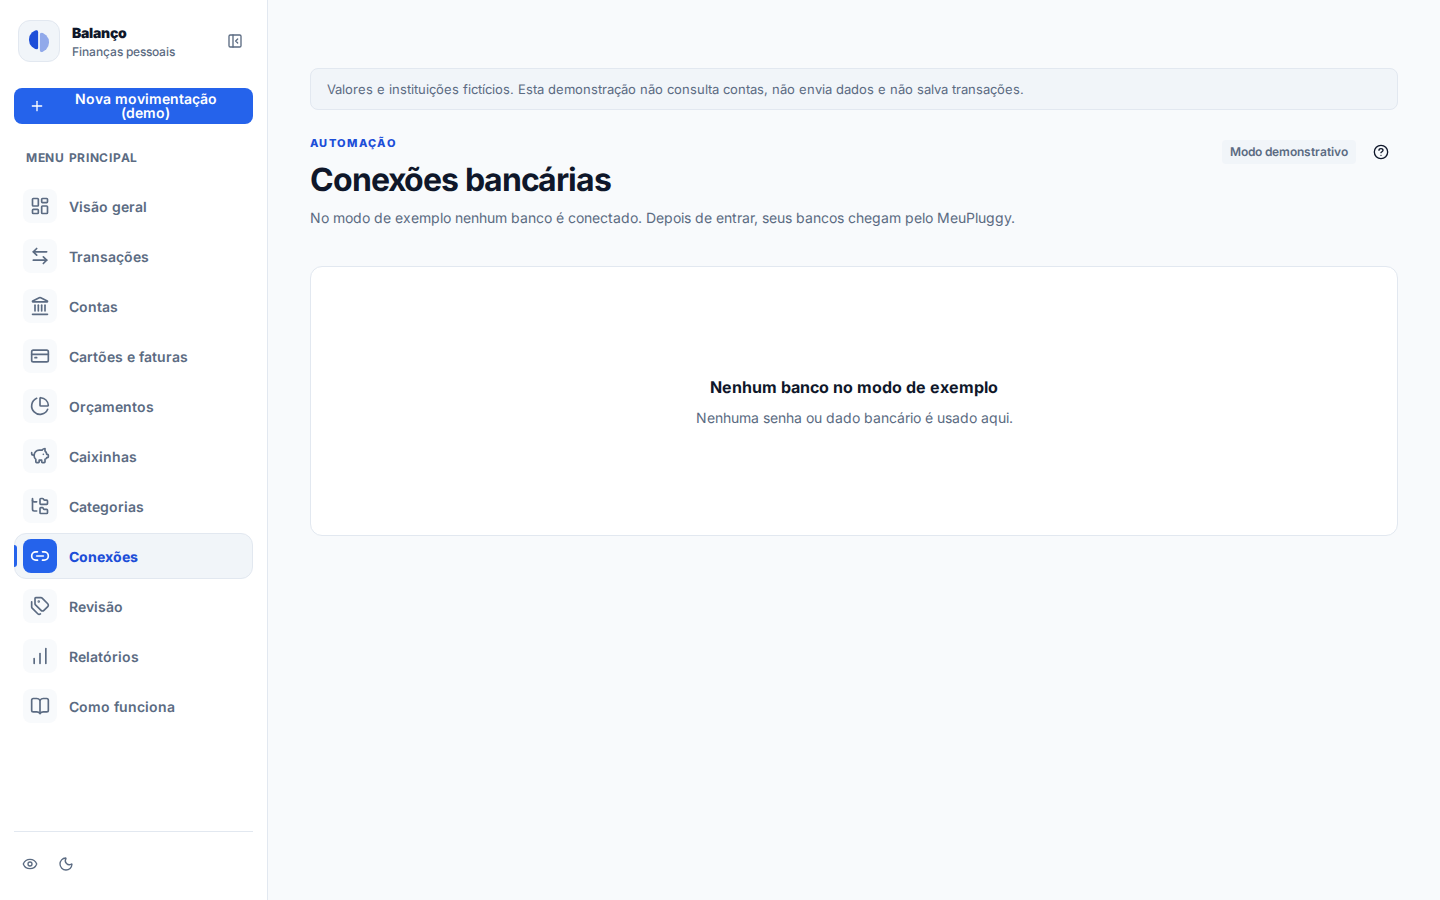 Balanço
Finanças pessoais
Nova movimentação
(demo)
MENU PRINCIPAL
Visão geral
Transações
Contas
Cartões e faturas
Orçamentos
Caixinhas
Categorias
Conexões
Revisão
Relatórios
Como funciona
Valores e instituições fictícios. Esta demonstração não consulta contas, não envia dados e não salva transações.
AUTOMAÇÃO
Conexões bancárias
No modo de exemplo nenhum banco é conectado. Depois de entrar, seus bancos chegam pelo MeuPluggy.
Modo demonstrativo
Nenhum banco no modo de exemplo
Nenhuma senha ou dado bancário é usado aqui.